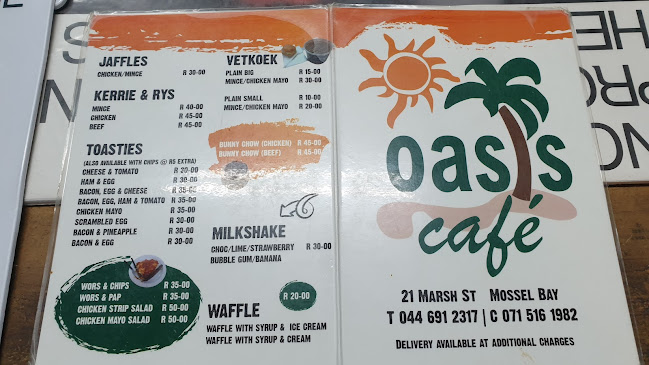 JAFFLES
CHICKEN/MINCE R 30-00
KERRIE & RYS
MINCE R 40-00
CHICKEN R 45-00
BEEF R 45-00
TOASTIES
(ALSO AVAILABLE WITH CHIPS @ R6 EXTRA)
CHEESE & TOMATO R 20-00
HAM & EGG R 30-00
BACON, EGG & CHEESE R 35-00
BACON, EGG, HAM & TOMATO R 35-00
CHICKEN MAYO R 35-00
SCRAMBLED EGG R 30-00
BACON & PINEAPPLE R 30-00
BACON & EGG R 30-00
WORS & CHIPS R 35-00
WORS & PAP R 35-00
CHICKEN STRIP SALAD R 50-00
CHICKEN MAYO SALAD R 50-00
VETKOEK
PLAIN BIG R 15-00
MINCE/CHICKEN MAYO R 30-00
PLAIN SMALL R 10-00
MINCE/CHICKEN MAYO R 20-00
BUNNY CHOW (CHICKEN) R 45-00
BUNNY CHOW (BEEF) R 45-00
MILKSHAKE
CHOC/LIME/STRAWBERRY R 30-00
BUBBLE GUM/BANANA
WAFFLE R 20-00
WAFFLE WITH SYRUP & ICE CREAM
WAFFLE WITH SYRUP & CREAM
oasis
café
21 MARSH ST MOSSEL BAY
T 044 691 2317 | C 071 516 1982
DELIVERY AVAILABLE AT ADDITIONAL CHARGES